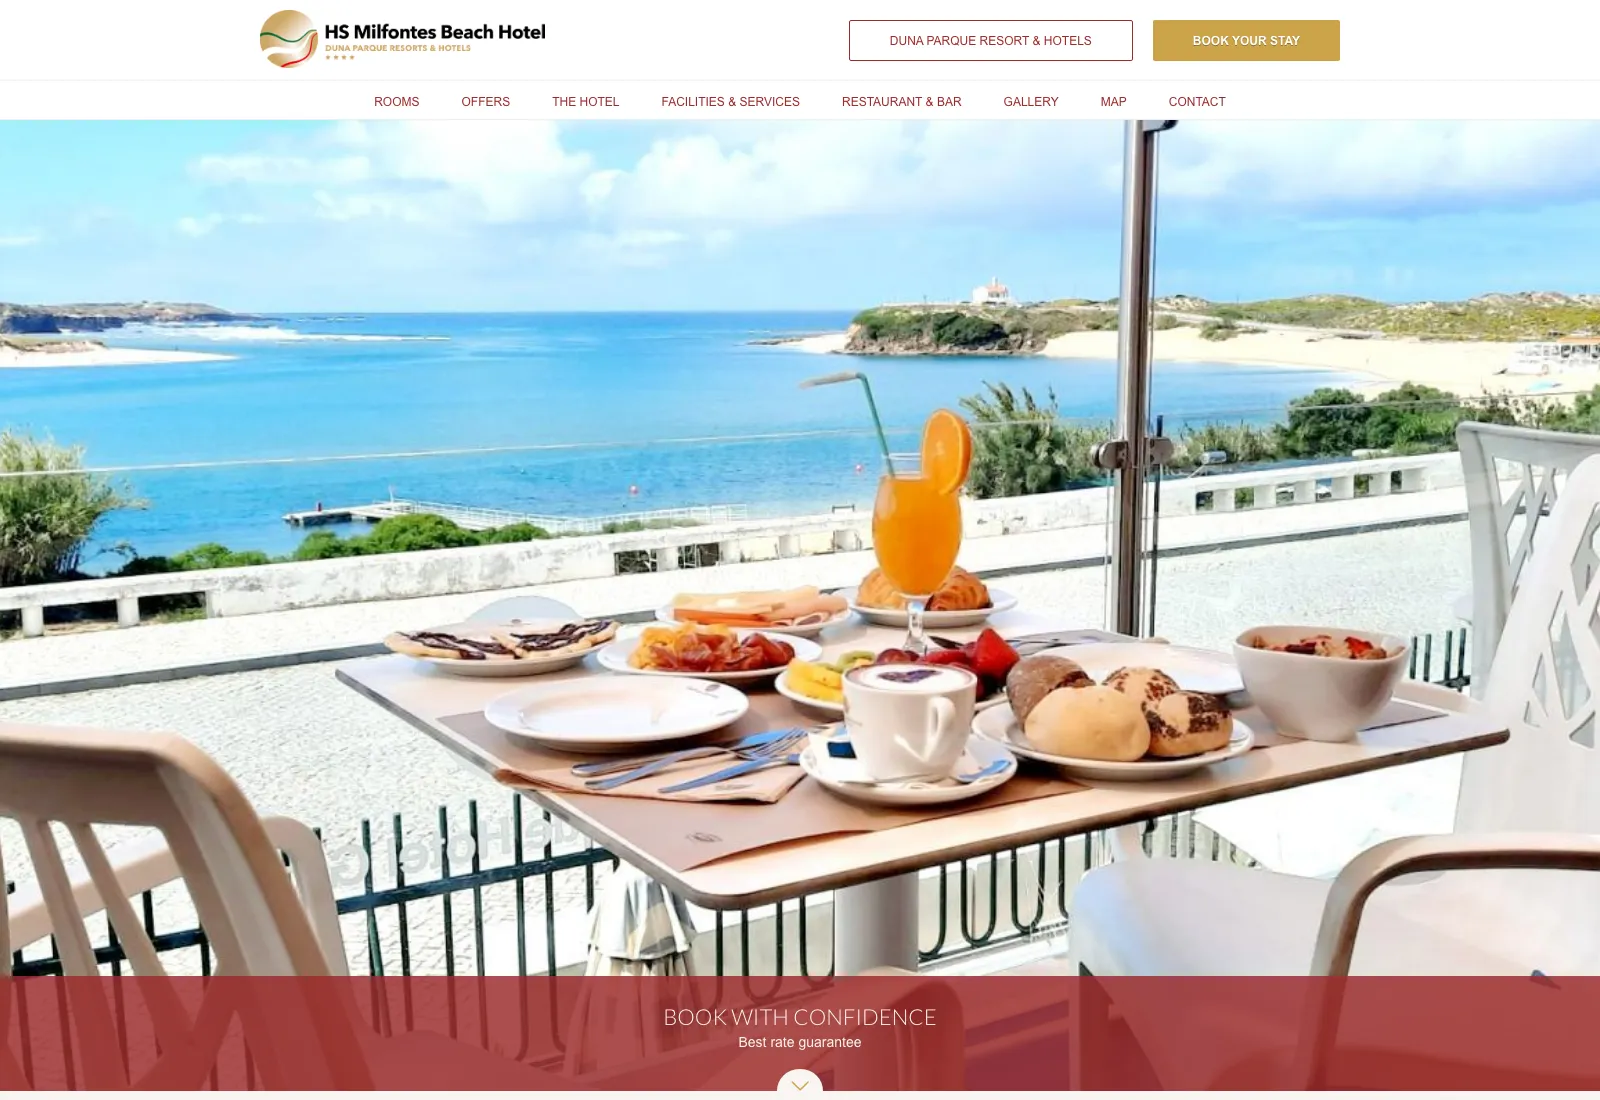 HS Milfontes Beach Hotel
DUNA PARQUE RESORTS & HOTELS
DUNA PARQUE RESORT & HOTELS
BOOK YOUR STAY
ROOMS
OFFERS
THE HOTEL
FACILITIES & SERVICES
RESTAURANT & BAR
GALLERY
MAP
CONTACT
BOOK WITH CONFIDENCE
Best rate guarantee